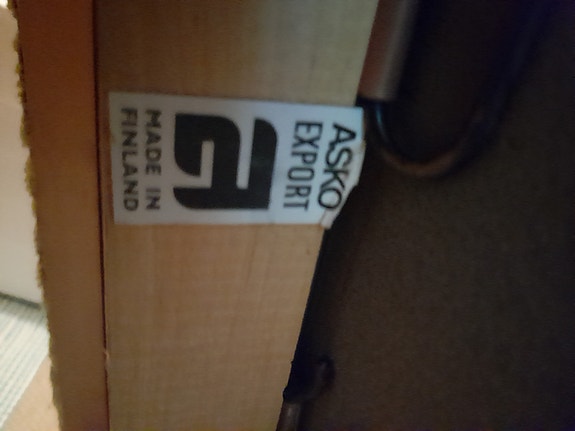 ASKO
EXPORT
MADE IN
FINLAND